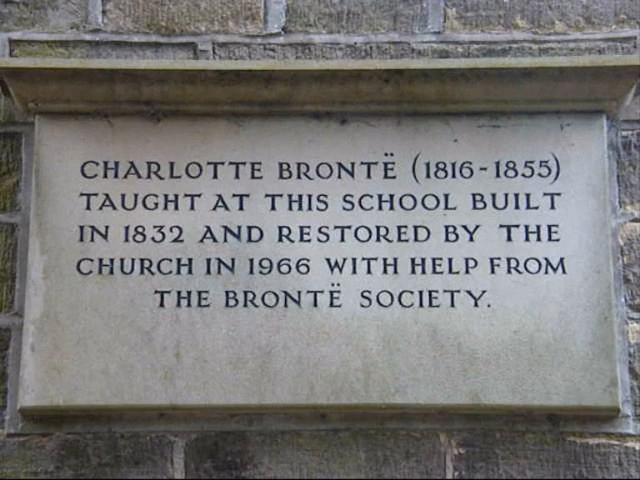 CHARLOTTE BRONTË (1816-1855)
TAUGHT AT THIS SCHOOL BUILT
IN 1832 AND RESTORED BY THE
CHURCH IN 1966 WITH HELP FROM
THE BRONTË SOCIETY.